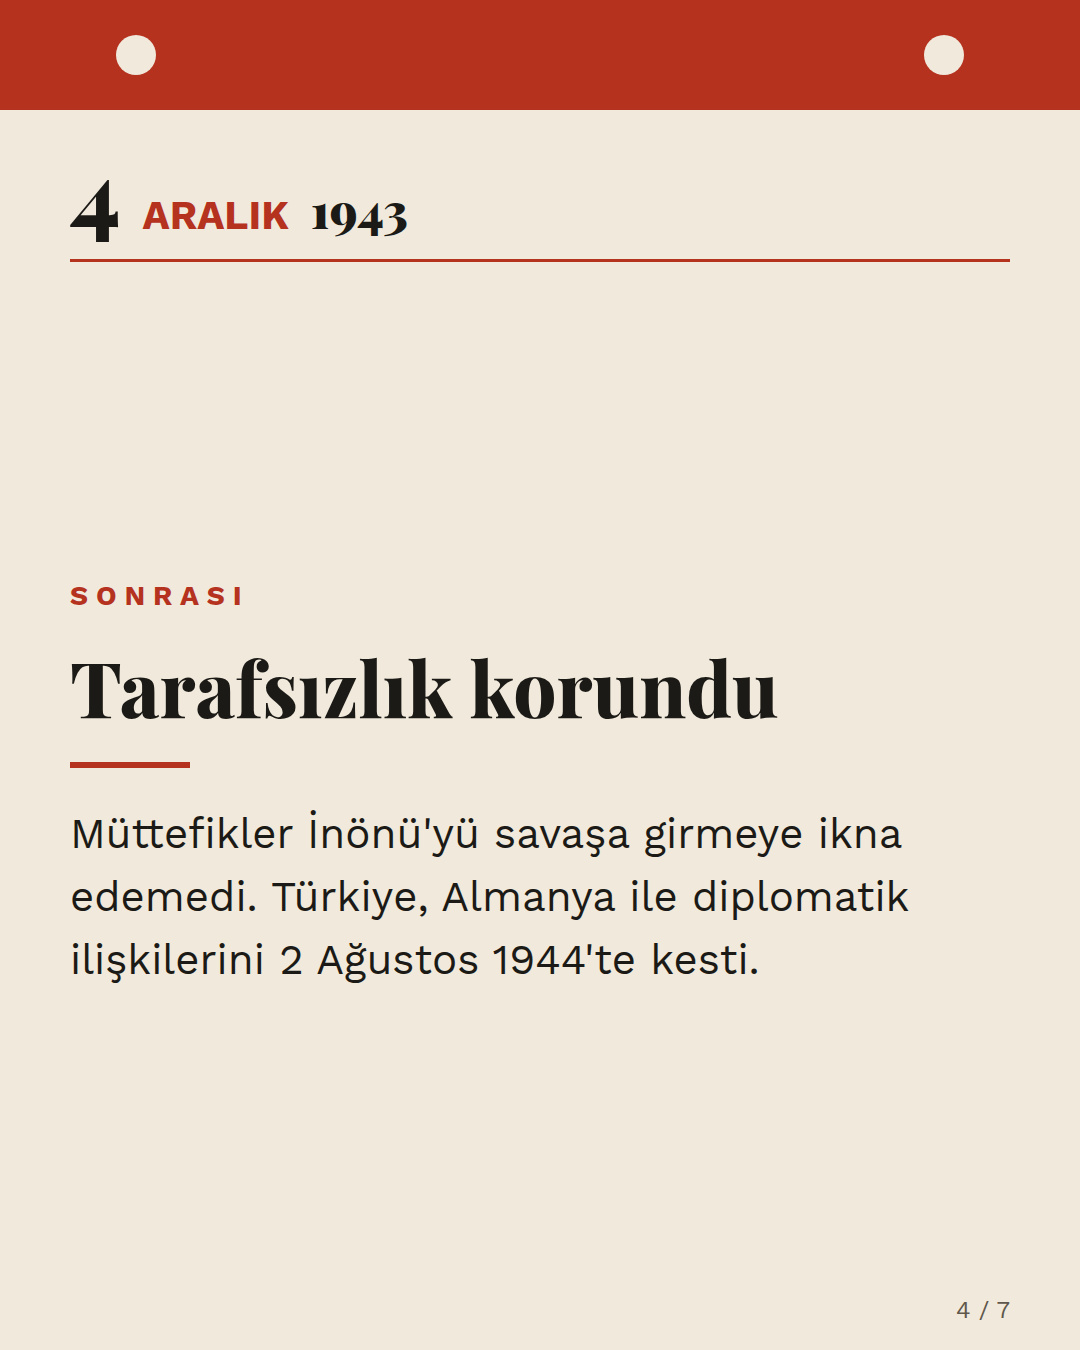 4 ARALIK 1943
SONRASI
Tarafsızlık korundu
Müttefikler İnönü'yü savaşa girmeye ikna
edemedi. Türkiye, Almanya ile diplomatik
ilişkilerini 2 Ağustos 1944'te kesti.
4 / 7